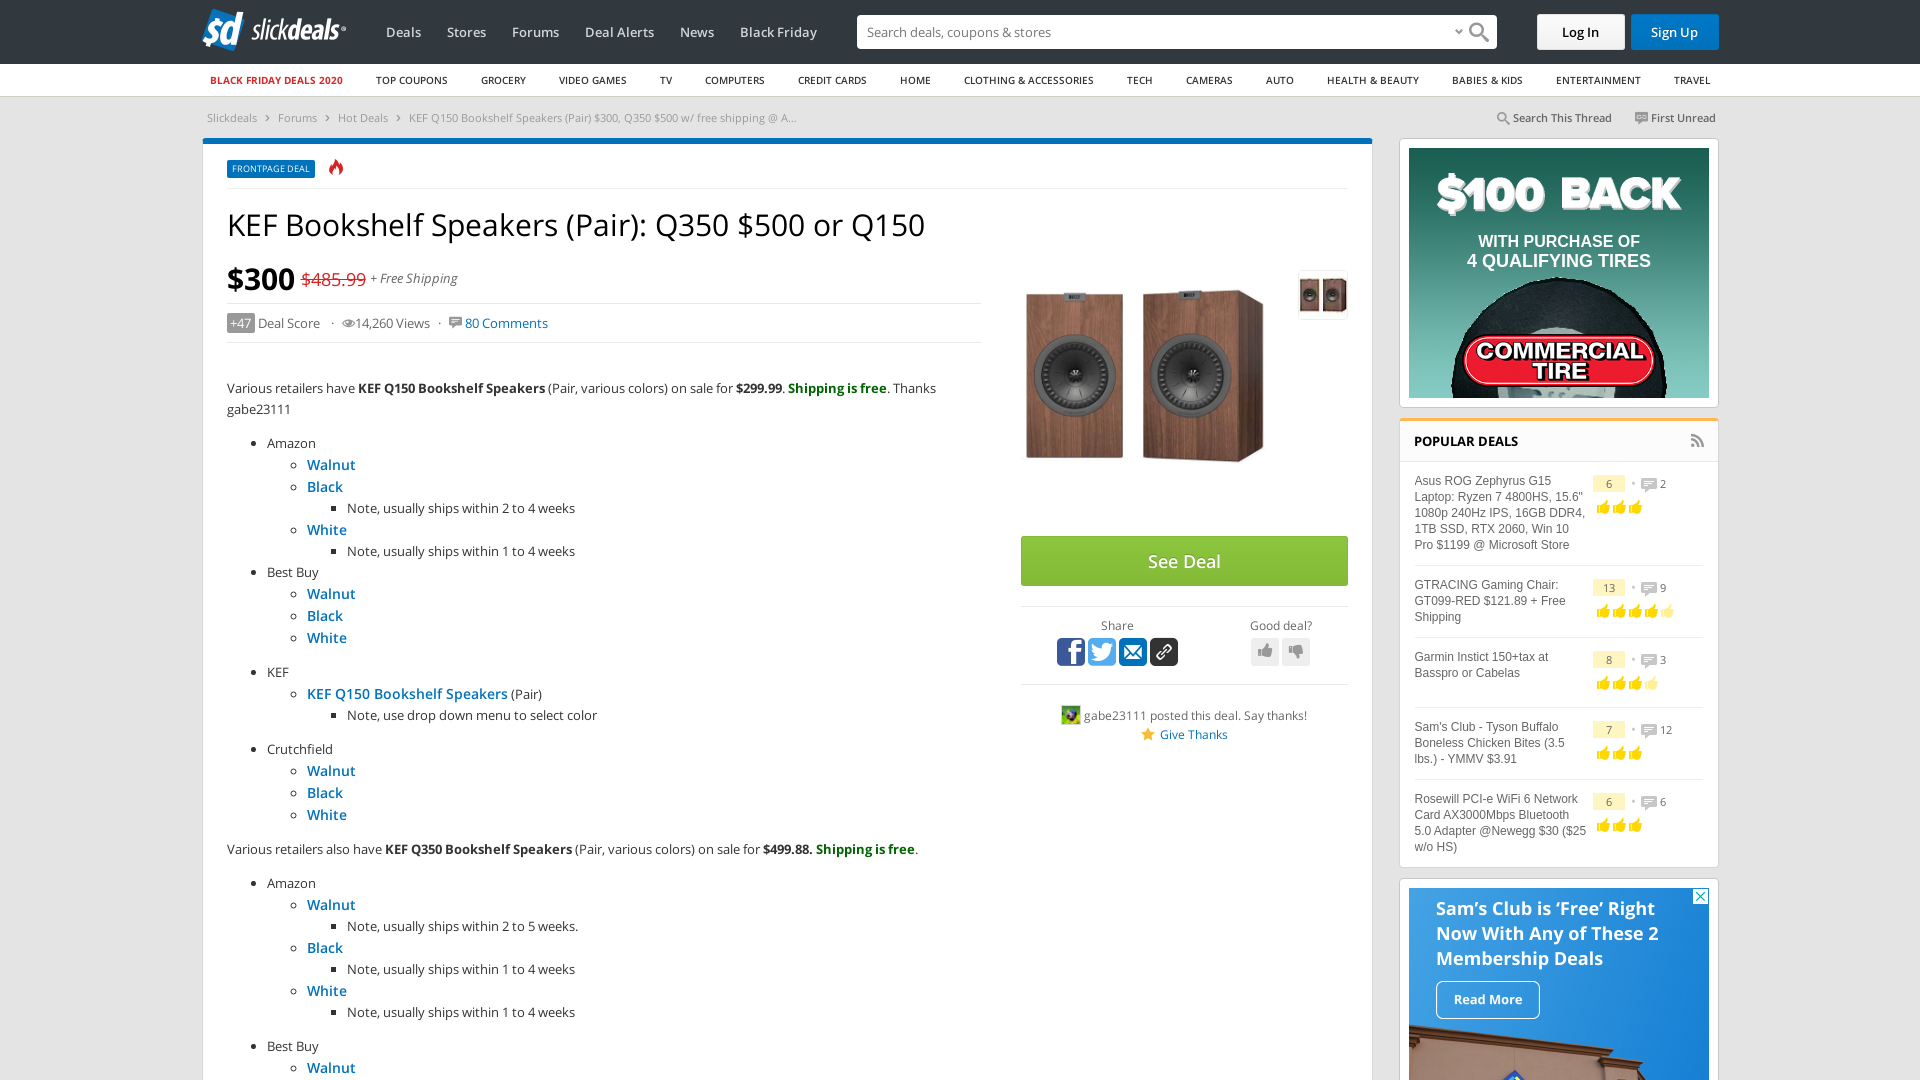 slickdeals
Deals
Stores
Forums
Deal Alerts
News
Black Friday
Search deals, coupons & stores
Log In
Sign Up
BLACK FRIDAY DEALS 2020
TOP COUPONS
GROCERY
VIDEO GAMES
TV
COMPUTERS
CREDIT CARDS
HOME
CLOTHING & ACCESSORIES
TECH
CAMERAS
AUTO
HEALTH & BEAUTY
BABIES & KIDS
ENTERTAINMENT
TRAVEL
Slickdeals › Forums › Hot Deals › KEF Q150 Bookshelf Speakers (Pair) $300, Q350 $500 w/ free shipping @ A...
Search This Thread
First Unread
FRONTPAGE DEAL
KEF Bookshelf Speakers (Pair): Q350 $500 or Q150
$300 $485.99 + Free Shipping
+47 Deal Score · 14,260 Views · 80 Comments
Various retailers have KEF Q150 Bookshelf Speakers (Pair, various colors) on sale for $299.99. Shipping is free. Thanks
gabe23111
Amazon
Walnut
Black
Note, usually ships within 2 to 4 weeks
White
Note, usually ships within 1 to 4 weeks
Best Buy
Walnut
Black
White
KEF
KEF Q150 Bookshelf Speakers (Pair)
Note, use drop down menu to select color
Crutchfield
Walnut
Black
White
Various retailers also have KEF Q350 Bookshelf Speakers (Pair, various colors) on sale for $499.88. Shipping is free.
Amazon
Walnut
Note, usually ships within 2 to 5 weeks.
Black
Note, usually ships within 1 to 4 weeks
White
Note, usually ships within 1 to 4 weeks
Best Buy
Walnut
See Deal
Share
Good deal?
gabe23111 posted this deal. Say thanks!
Give Thanks
$100 BACK
WITH PURCHASE OF
4 QUALIFYING TIRES
COMMERCIAL
TIRE
POPULAR DEALS
Asus ROG Zephyrus G15
Laptop: Ryzen 7 4800HS, 15.6"
1080p 240Hz IPS, 16GB DDR4,
1TB SSD, RTX 2060, Win 10
Pro $1199 @ Microsoft Store
6 • 2
GTRACING Gaming Chair:
GT099-RED $121.89 + Free
Shipping
13 • 9
Garmin Instict 150+tax at
Basspro or Cabelas
8 • 3
Sam's Club - Tyson Buffalo
Boneless Chicken Bites (3.5
lbs.) - YMMV $3.91
7 • 12
Rosewill PCI-e WiFi 6 Network
Card AX3000Mbps Bluetooth
5.0 Adapter @Newegg $30 ($25
w/o HS)
6 • 6
Sam's Club is 'Free' Right
Now With Any of These 2
Membership Deals
Read More